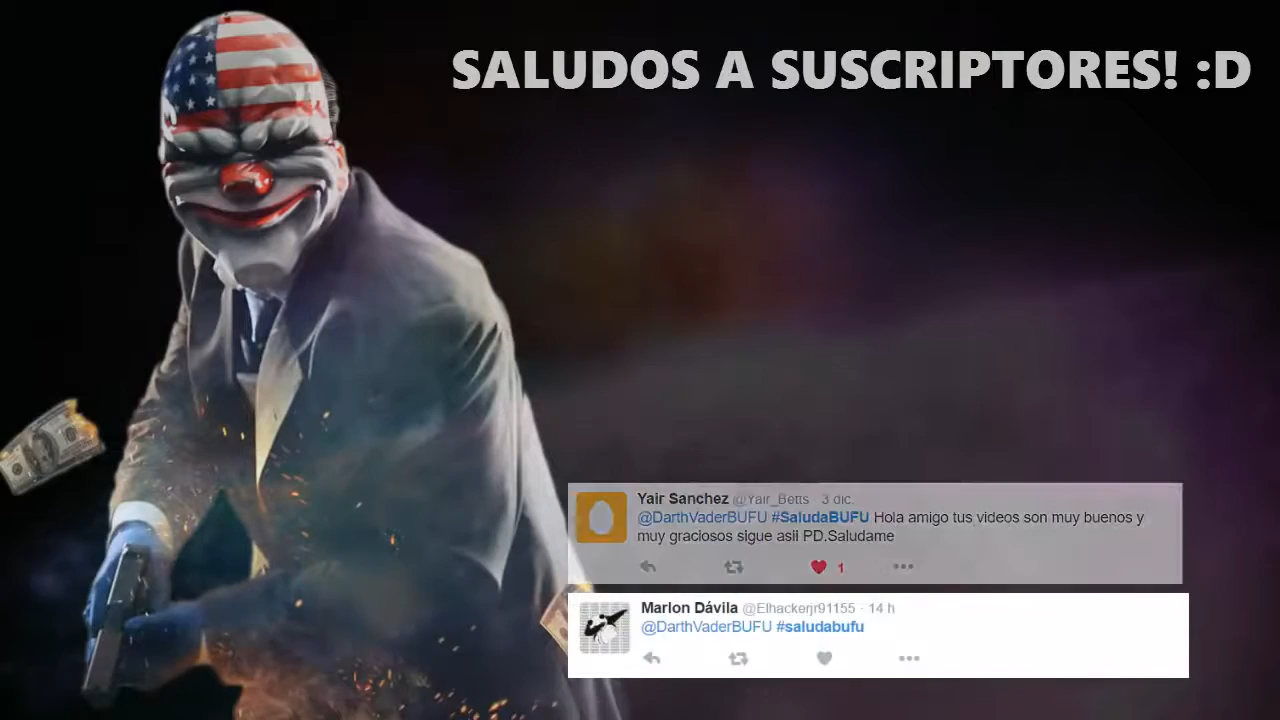 SALUDOS A SUSCRIPTORES! :D
Yair Sanchez @Yair_Betts · 3 dic.
@DarthVaderBUFU #SaludaBUFU Hola amigo tus videos son muy buenos y
muy graciosos sigue asii PD.Saludame
1
Marlon Dávila @Elhackerjr91155 · 14 h
@DarthVaderBUFU #saludabufu